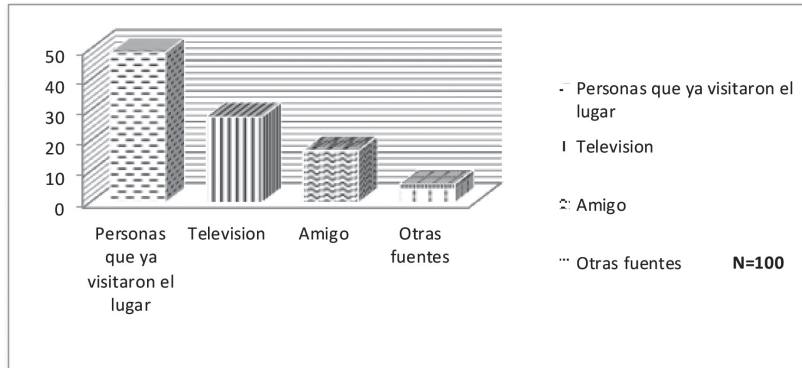 50
40
30
20
10
0
Personas
que ya
visitaron el
lugar
Television
Amigo
Otras
fuentes
Personas que ya visitaron el
lugar
Television
Amigo
Otras fuentes N=100